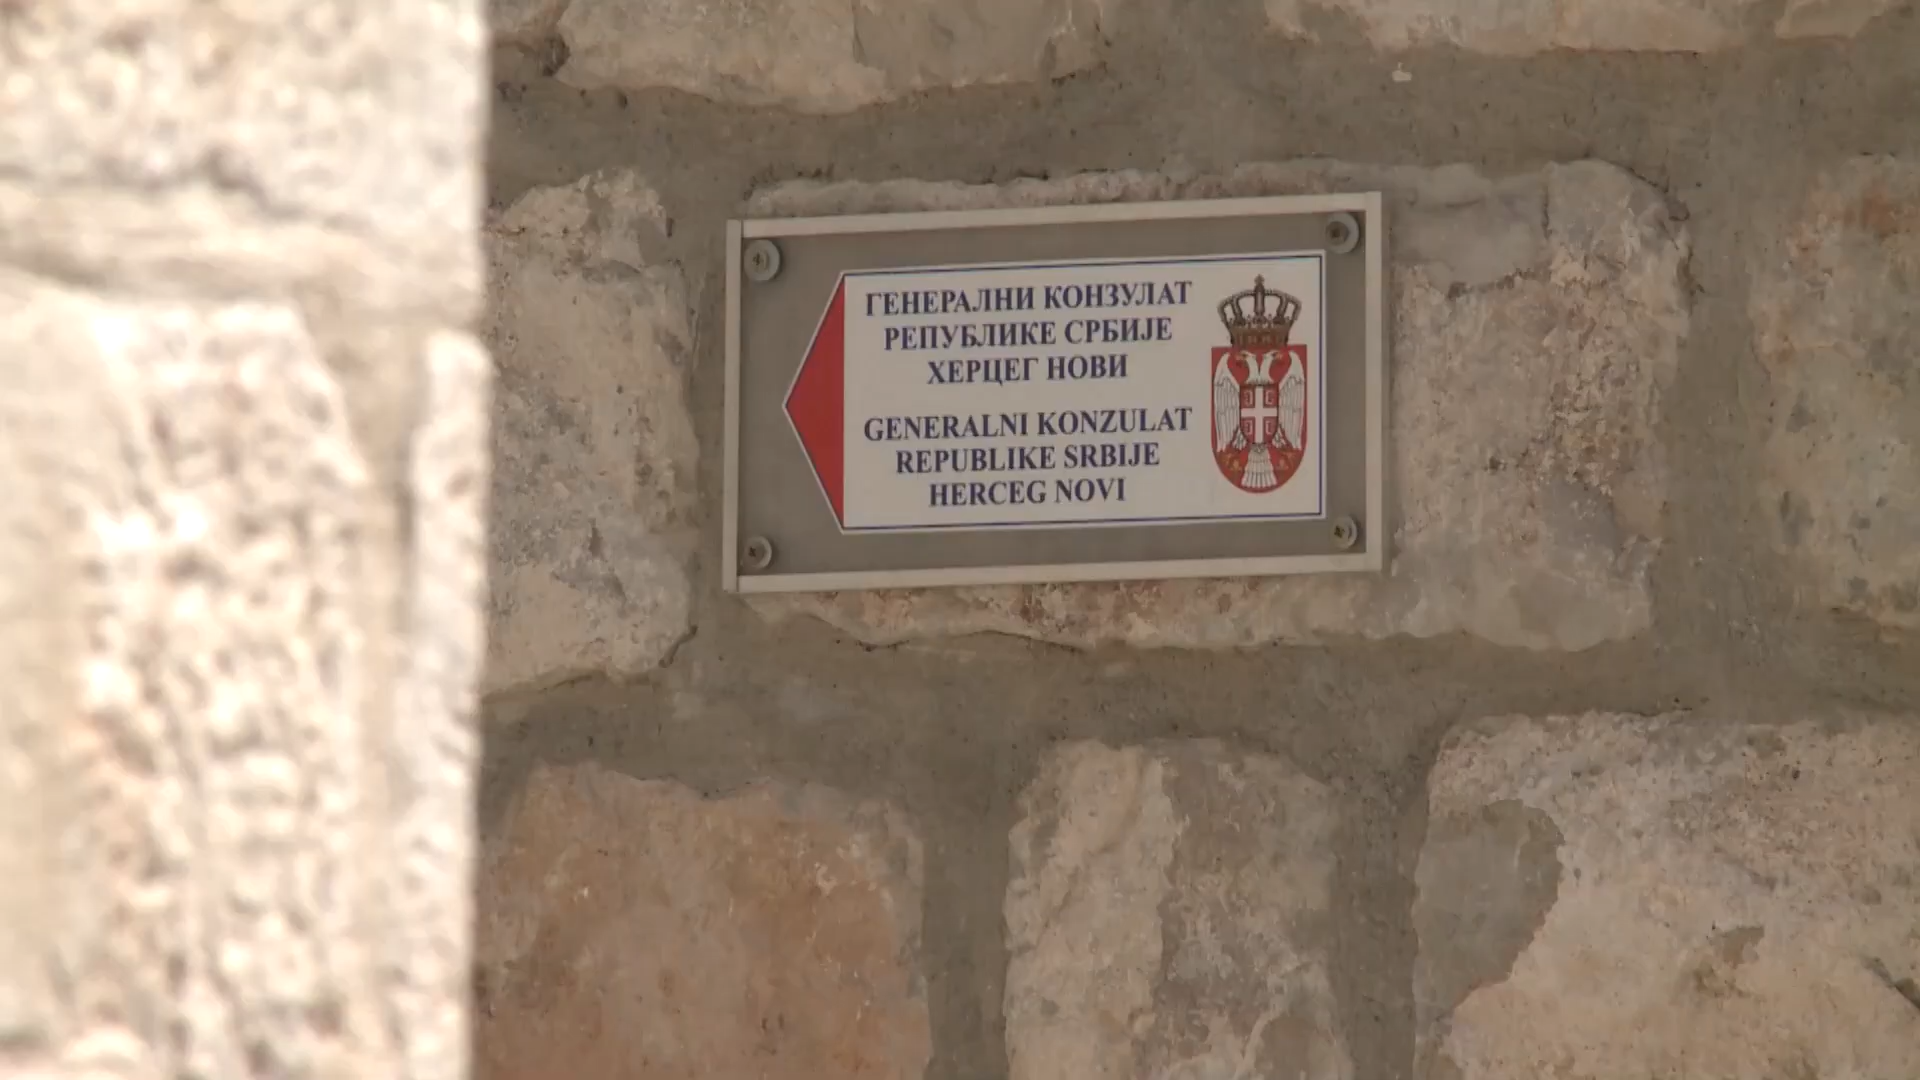 ГЕНЕРАЛНИ КОНЗУЛАТ
РЕПУБЛИКЕ СРБИЈЕ
ХЕРЦЕГ НОВИ
GENERALNI KONZULAT
REPUBLIKE SRBIJE
HERCEG NOVI